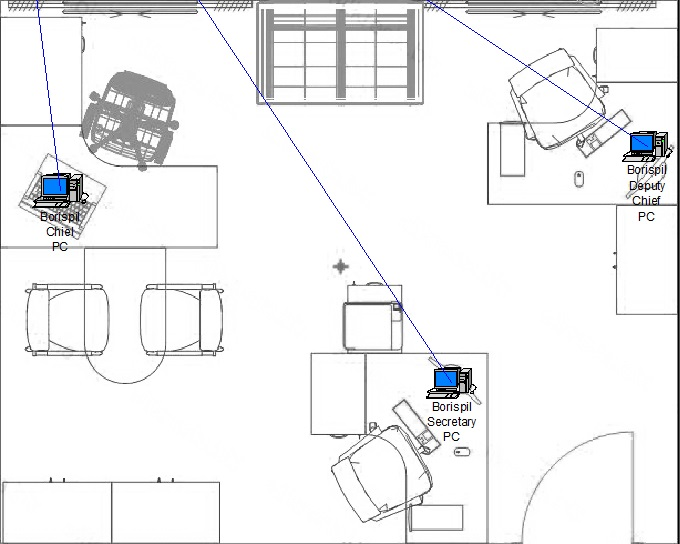 Borispil
Chief
PC
Borispil
Deputy
Chief
PC
Borispil
Secretary
PC